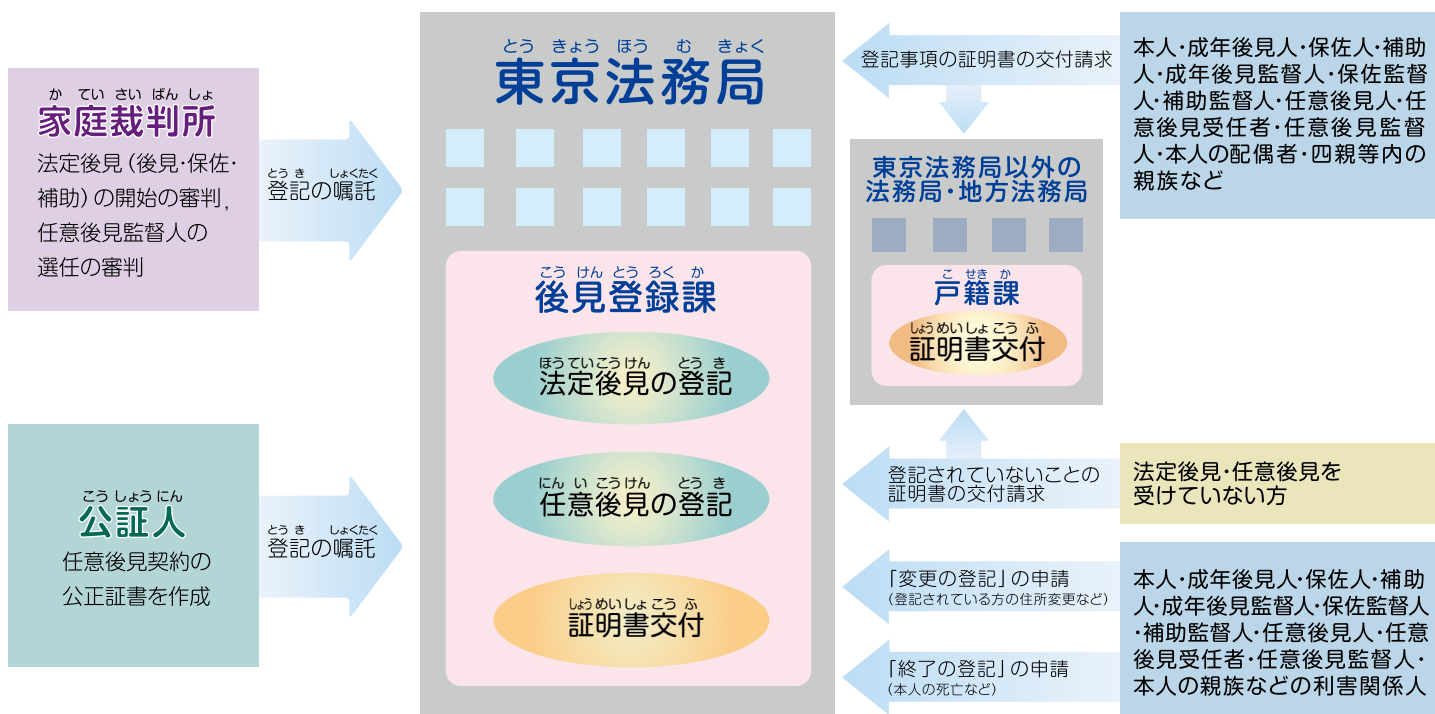 か てい さい ばん しょ
家庭裁判所
法定後見（後見・保佐・
補助）の開始の審判，
任意後見監督人の
選任の審判
とう き しょくたく
登記の嘱託
こう しょう にん
公証人
任意後見契約の
公正証書を作成
とう き しょくたく
登記の嘱託
とう きょう ほう む きょく
東京法務局
こう けん とう ろく か
後見登録課
ほう てい こう けん とう き
法定後見の登記
にん い こう けん とう き
任意後見の登記
しょう めい しょ こう ふ
証明書交付
登記事項の証明書の交付請求
東京法務局以外の
法務局・地方法務局
こ せき か
戸籍課
しょう めい しょ こう ふ
証明書交付
登記されていないことの
証明書の交付請求
「変更の登記」の申請
（登記されている方の住所変更など）
「終了の登記」の申請
（本人の死亡など）
本人・成年後見人・保佐人・補助
人・成年後見監督人・保佐監督
人・補助監督人・任意後見人・任
意後見受任者・任意後見監督
人・本人の配偶者・四親等内の
親族など
法定後見・任意後見を
受けていない方
本人・成年後見人・保佐人・補助
人・成年後見監督人・保佐監督人
・補助監督人・任意後見人・任意
後見受任者・任意後見監督人・
本人の親族などの利害関係人